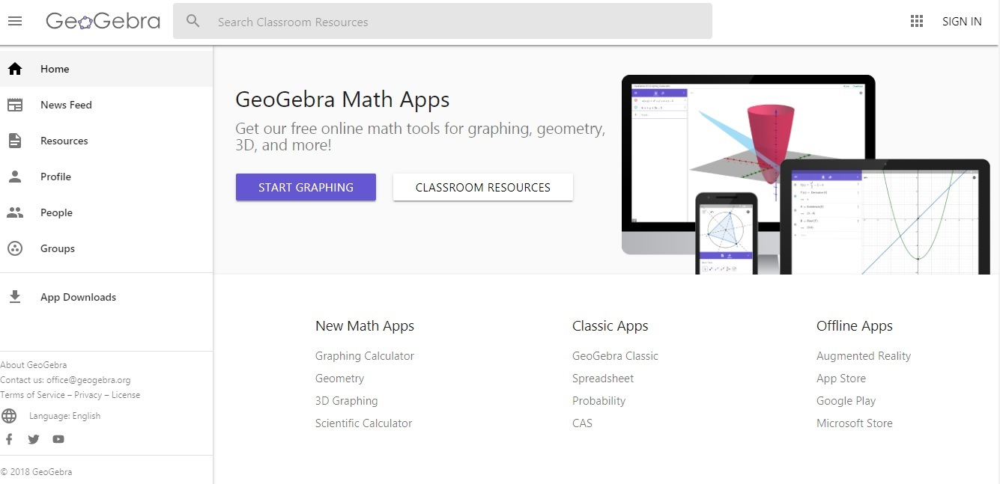 GeoGebra
Search Classroom Resources
SIGN IN
Home
News Feed
Resources
Profile
People
Groups
App Downloads
About GeoGebra
Contact us: office@geogebra.org
Terms of Service – Privacy – License
Language: English
© 2018 GeoGebra
GeoGebra Math Apps
Get our free online math tools for graphing, geometry,
3D, and more!
START GRAPHING
CLASSROOM RESOURCES
New Math Apps
Graphing Calculator
Geometry
3D Graphing
Scientific Calculator
Classic Apps
GeoGebra Classic
Spreadsheet
Probability
CAS
Offline Apps
Augmented Reality
App Store
Google Play
Microsoft Store